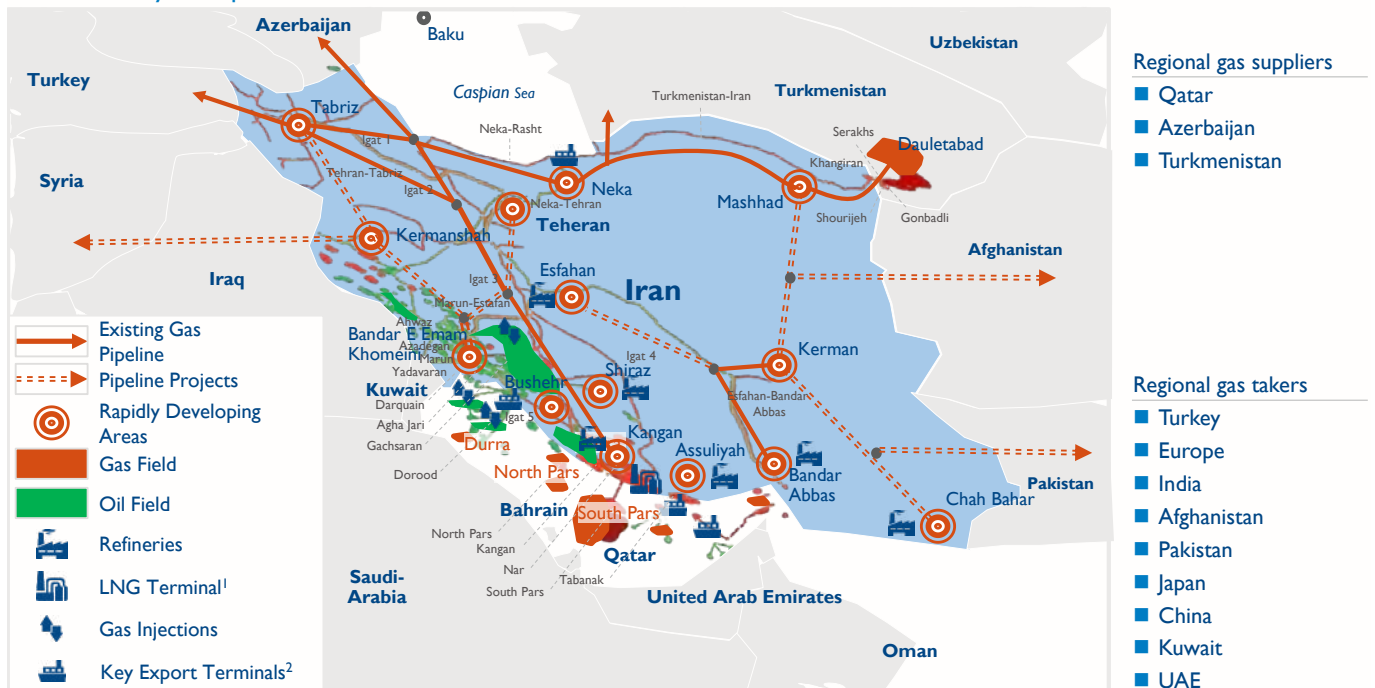 Azerbaijan
Baku
Uzbekistan
Turkey
Caspian Sea
Turkmenistan-Iran
Turkmenistan
Tabriz
Neka-Rasht
Serakhs
Dauletabad
Igat 1
Khangiran
Tehran-Tabriz
Syria
Igat 2
Neka
Neka-Tehran
Mashhad
Shourijeh
Gonbadli
Teheran
Kermanshah
Afghanistan
Iraq
Igat 3
Esfahan
Iran
Marun-Estafan
Ahwaz
Bandar E Emam
Khomeini
Azadegan
Marun
Yadavaran
Igat 4
Kerman
Shiraz
Kuwait
Bushehr
Esfahan-Bandar
Abbas
Darquain
Agha Jari
Igat 5
Gachsaran
Durra
Kangan
Dorood
North Pars
Assuliyah
Bandar
Abbas
Pakistan
Chah Bahar
Bahrain
South Pars
North Pars
Kangan
Qatar
Nar
South Pars
Tabanak
Saudi-
Arabia
United Arab Emirates
Oman
Existing Gas
Pipeline
Pipeline Projects
Rapidly Developing
Areas
Gas Field
Oil Field
Refineries
LNG Terminal1
Gas Injections
Key Export Terminals2
Regional gas suppliers
Qatar
Azerbaijan
Turkmenistan
Regional gas takers
Turkey
Europe
India
Afghanistan
Pakistan
Japan
China
Kuwait
UAE